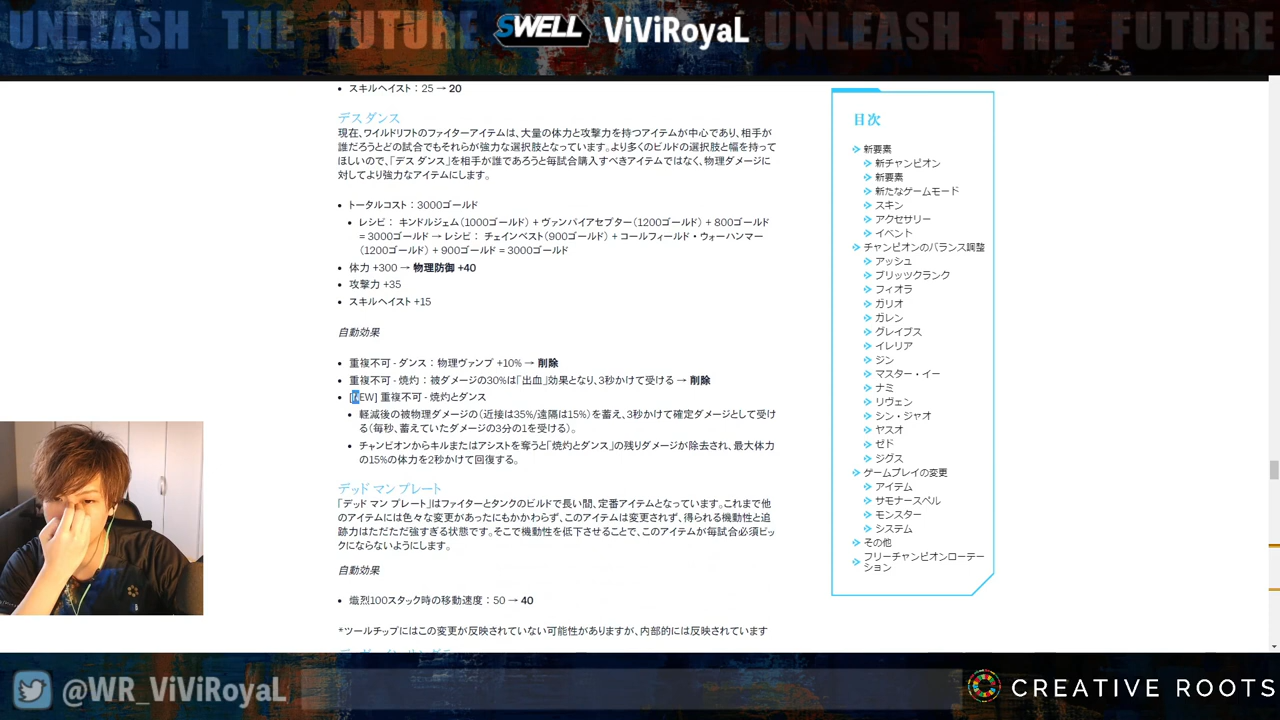 UNLEASH THE FUTURE SWELL ViViRoyaL UNLEASH THE FUTURE
• スキルヘイスト：25 → 20
デス ダンス
現在、ワイルドリフトのファイターアイテムは、大量の体力と攻撃力を持つアイテムが中心であり、相手が
誰だろうとどの試合でもそれらが強力な選択肢となっています。より多くのビルドの選択肢と幅を持って
ほしいので、「デス ダンス」を相手が誰であろうと毎試合購入すべきアイテムではなく、物理ダメージに
対してより強力なアイテムにします。
• トータルコスト：3000ゴールド
• レシピ： キンドルジェム（1000ゴールド） + ヴァンパイアセプター（1200ゴールド） + 800ゴールド
= 3000ゴールド → レシピ： チェインベスト（900ゴールド） + コールフィールド・ウォーハンマー
（1200ゴールド） + 900ゴールド = 3000ゴールド
• 体力 +300 → 物理防御 +40
• 攻撃力 +35
• スキルヘイスト +15
自動効果
• 重複不可 - ダンス：物理ヴァンプ +10% → 削除
• 重複不可 - 焼灼：被ダメージの30%は「出血」効果となり、3秒かけて受ける → 削除
• [NEW] 重複不可 - 焼灼とダンス
• 軽減後の被物理ダメージの（近接は35%/遠隔は15%）を蓄え、3秒かけて確定ダメージとして受け
る（毎秒、蓄えていたダメージの3分の1を受ける）。
• チャンピオンからキルまたはアシストを奪うと「焼灼とダンス」の残りダメージが除去され、最大体力
の15%の体力を2秒かけて回復する。
デッド マン プレート
「デッド マン プレート」はファイターとタンクのビルドで長い間、定番アイテムとなっています。これまで他
のアイテムには色々な変更があったにもかかわらず、このアイテムは変更されず、得られる機動性と追
跡力はただただ強すぎる状態です。そこで機動性を低下させることで、このアイテムが毎試合必須ピッ
クにならないようにします。
自動効果
• 熾烈100スタック時の移動速度：50 → 40
*ツールチップにはこの変更が反映されていない可能性がありますが、内部的には反映されています
目次
新要素
新チャンピオン
新要素
新たなゲームモード
スキン
アクセサリー
イベント
チャンピオンのバランス調整
アッシュ
ブリッツクランク
フィオラ
ガリオ
ガレン
グレイブス
イレリア
ジン
マスター・イー
ナミ
リヴェン
シン・ジャオ
ヤスオ
ゼド
ジグス
ゲームプレイの変更
アイテム
サモナースペル
モンスター
システム
その他
フリーチャンピオンローテー
ション
@WR_ViViRoyaL
CREATIVE ROOTS